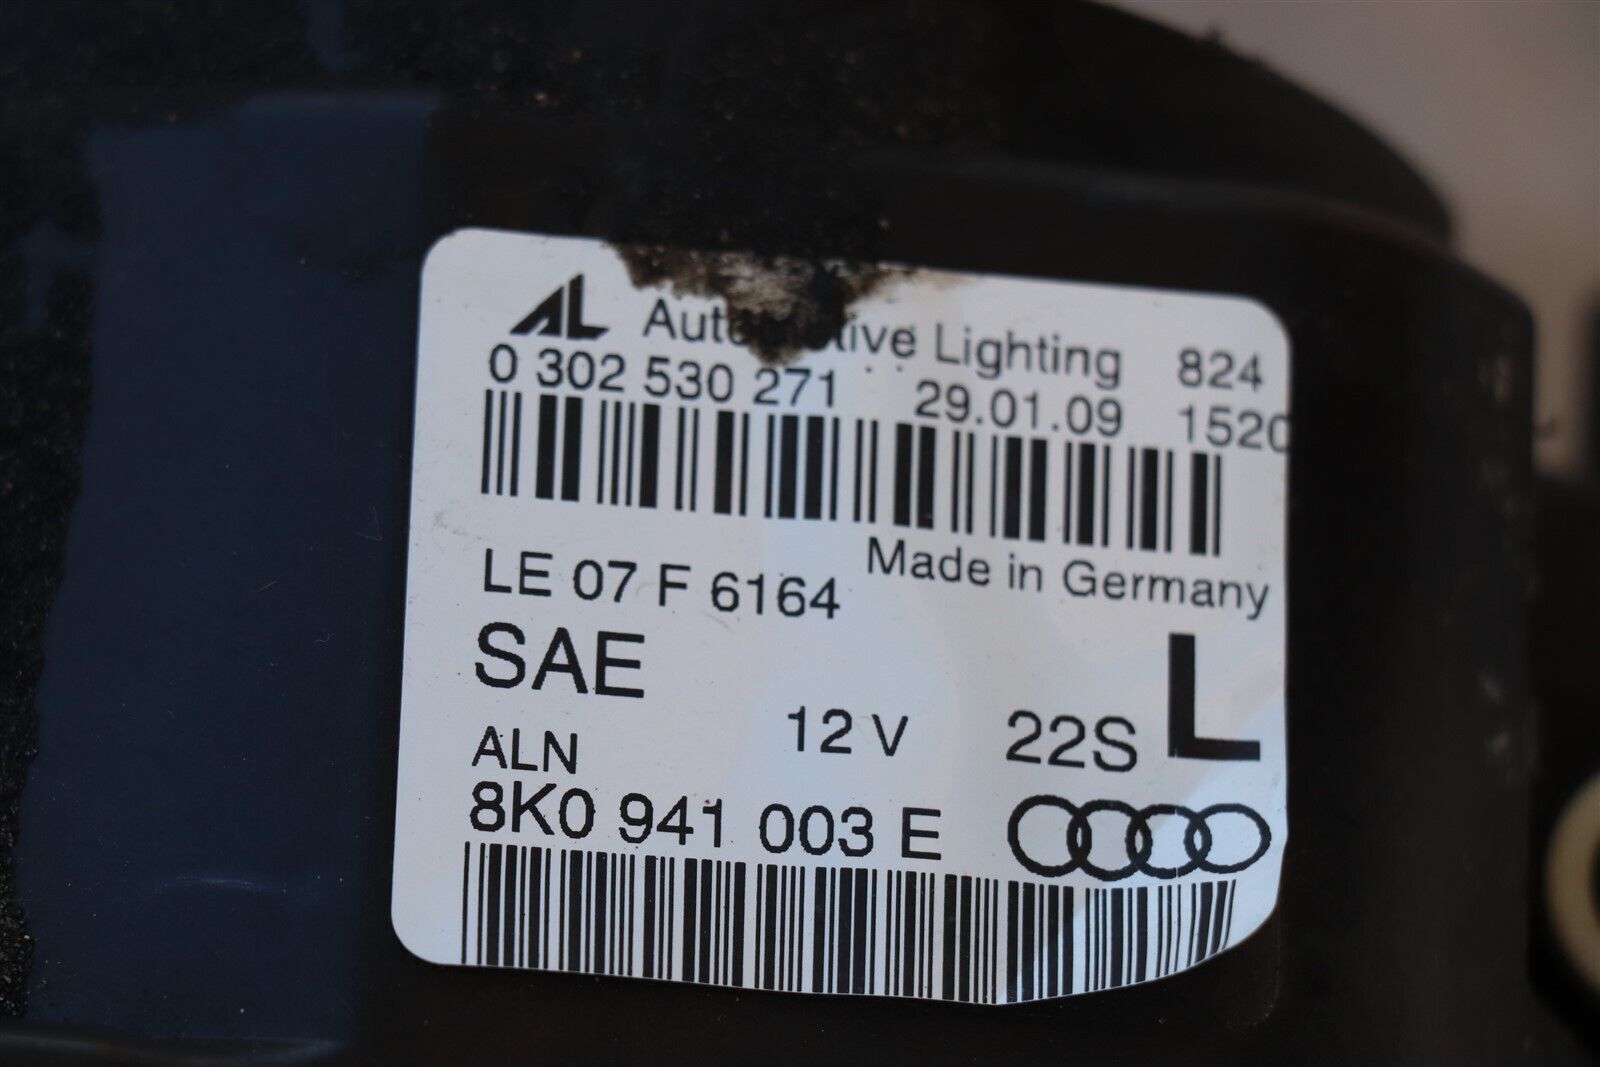 AL Automotive Lighting 824
0 302 530 271 29.01.09 1520
Made in Germany
LE 07 F 6164
SAE L
12 V 22S
ALN
8K0 941 003 E